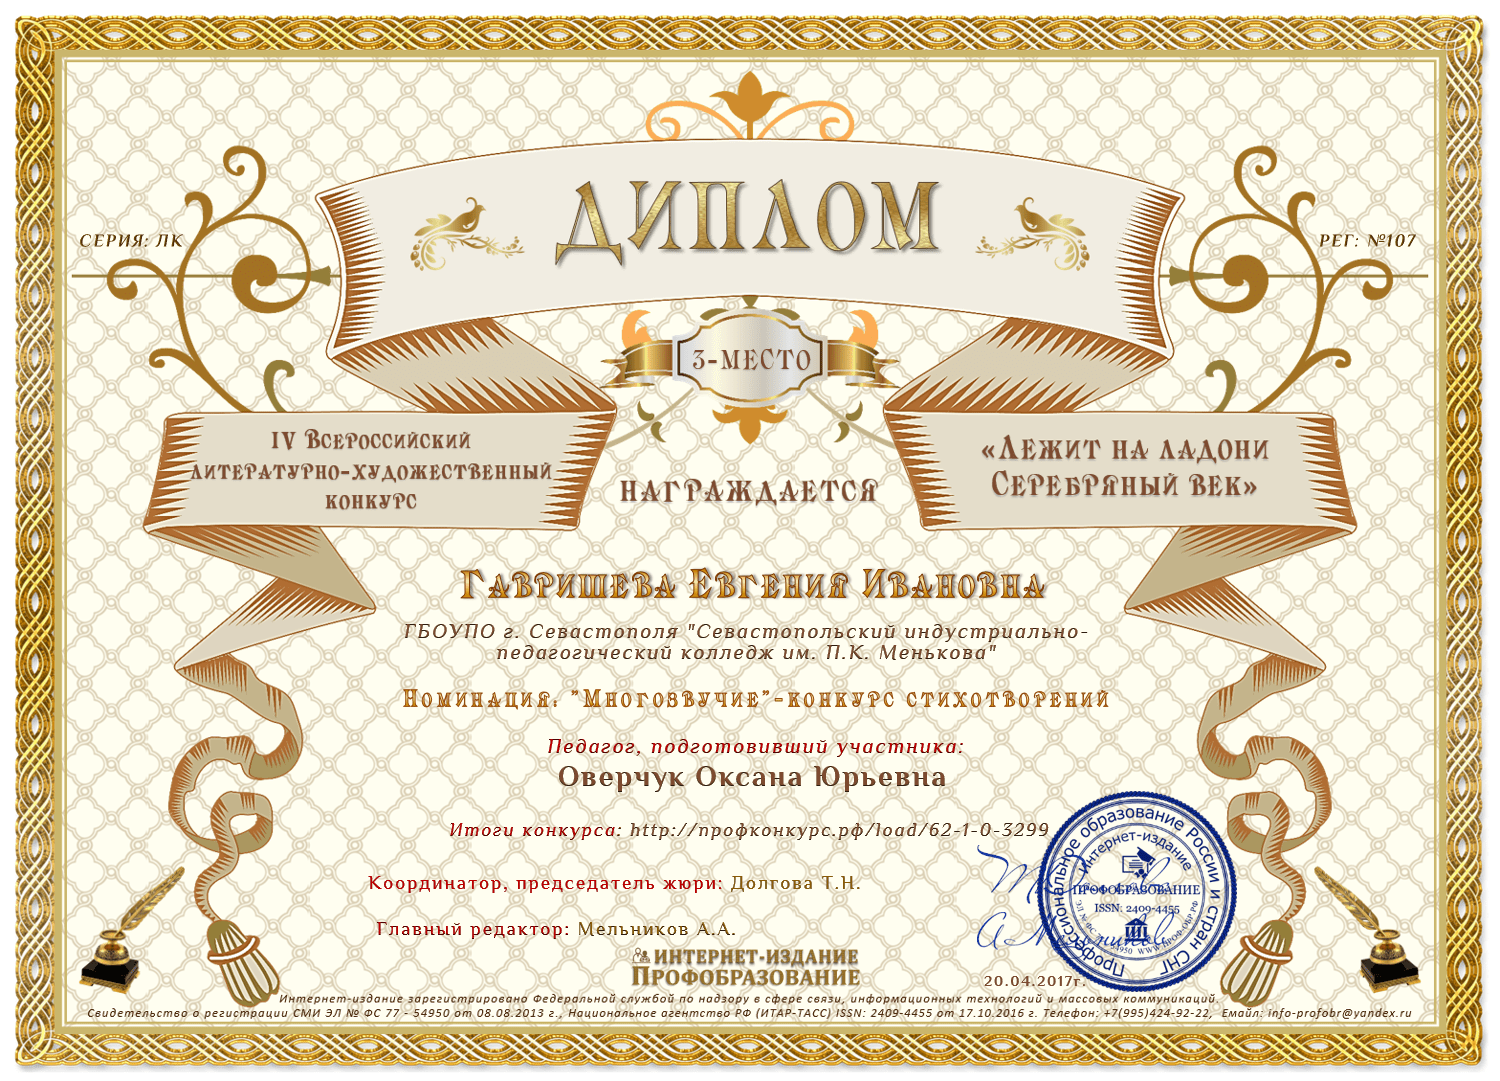 ДИПЛОМ
СЕРИЯ: ЛК
РЕГ: №107
3-МЕСТО
IV Всероссийский
литературно-художественный
конкурс
«Лежит на ладони
Серебряный век»
НАГРАЖДАЕТСЯ
Гавришева Евгения Ивановна
ГБОУПО г. Севастополя "Севастопольский индустриально-
педагогический колледж им. П.К. Менькова"
Номинация: "Многозвучие"-конкурс стихотворений
Педагог, подготовивший участника:
Оверчук Оксана Юрьевна
Итоги конкурса: http://профконкурс.рф/load/62-1-0-3299
Координатор, председатель жюри: Долгова Т.Н.
Главный редактор: Мельников А.А.
ИНТЕРНЕТ-ИЗДАНИЕ
ПРОФОБРАЗОВАНИЕ
Профессиональное образование России и стран СНГ
Интернет-издание
ПРОФОБРАЗОВАНИЕ
ISSN: 2409-4455
WWW.ПРОФ-ОБР.РФ
20.04.2017г.
Интернет-издание зарегистрировано Федеральной службой по надзору в сфере связи, информационных технологий и массовых коммуникаций.
Свидетельство о регистрации СМИ ЭЛ № ФС 77 - 54950 от 08.08.2013 г., Национальное агентство РФ (ИТАР-ТАСС) ISSN: 2409-4455 от 17.10.2016 г. Телефон: +7(995)424-92-22, Емайл: info-profobr@yandex.ru